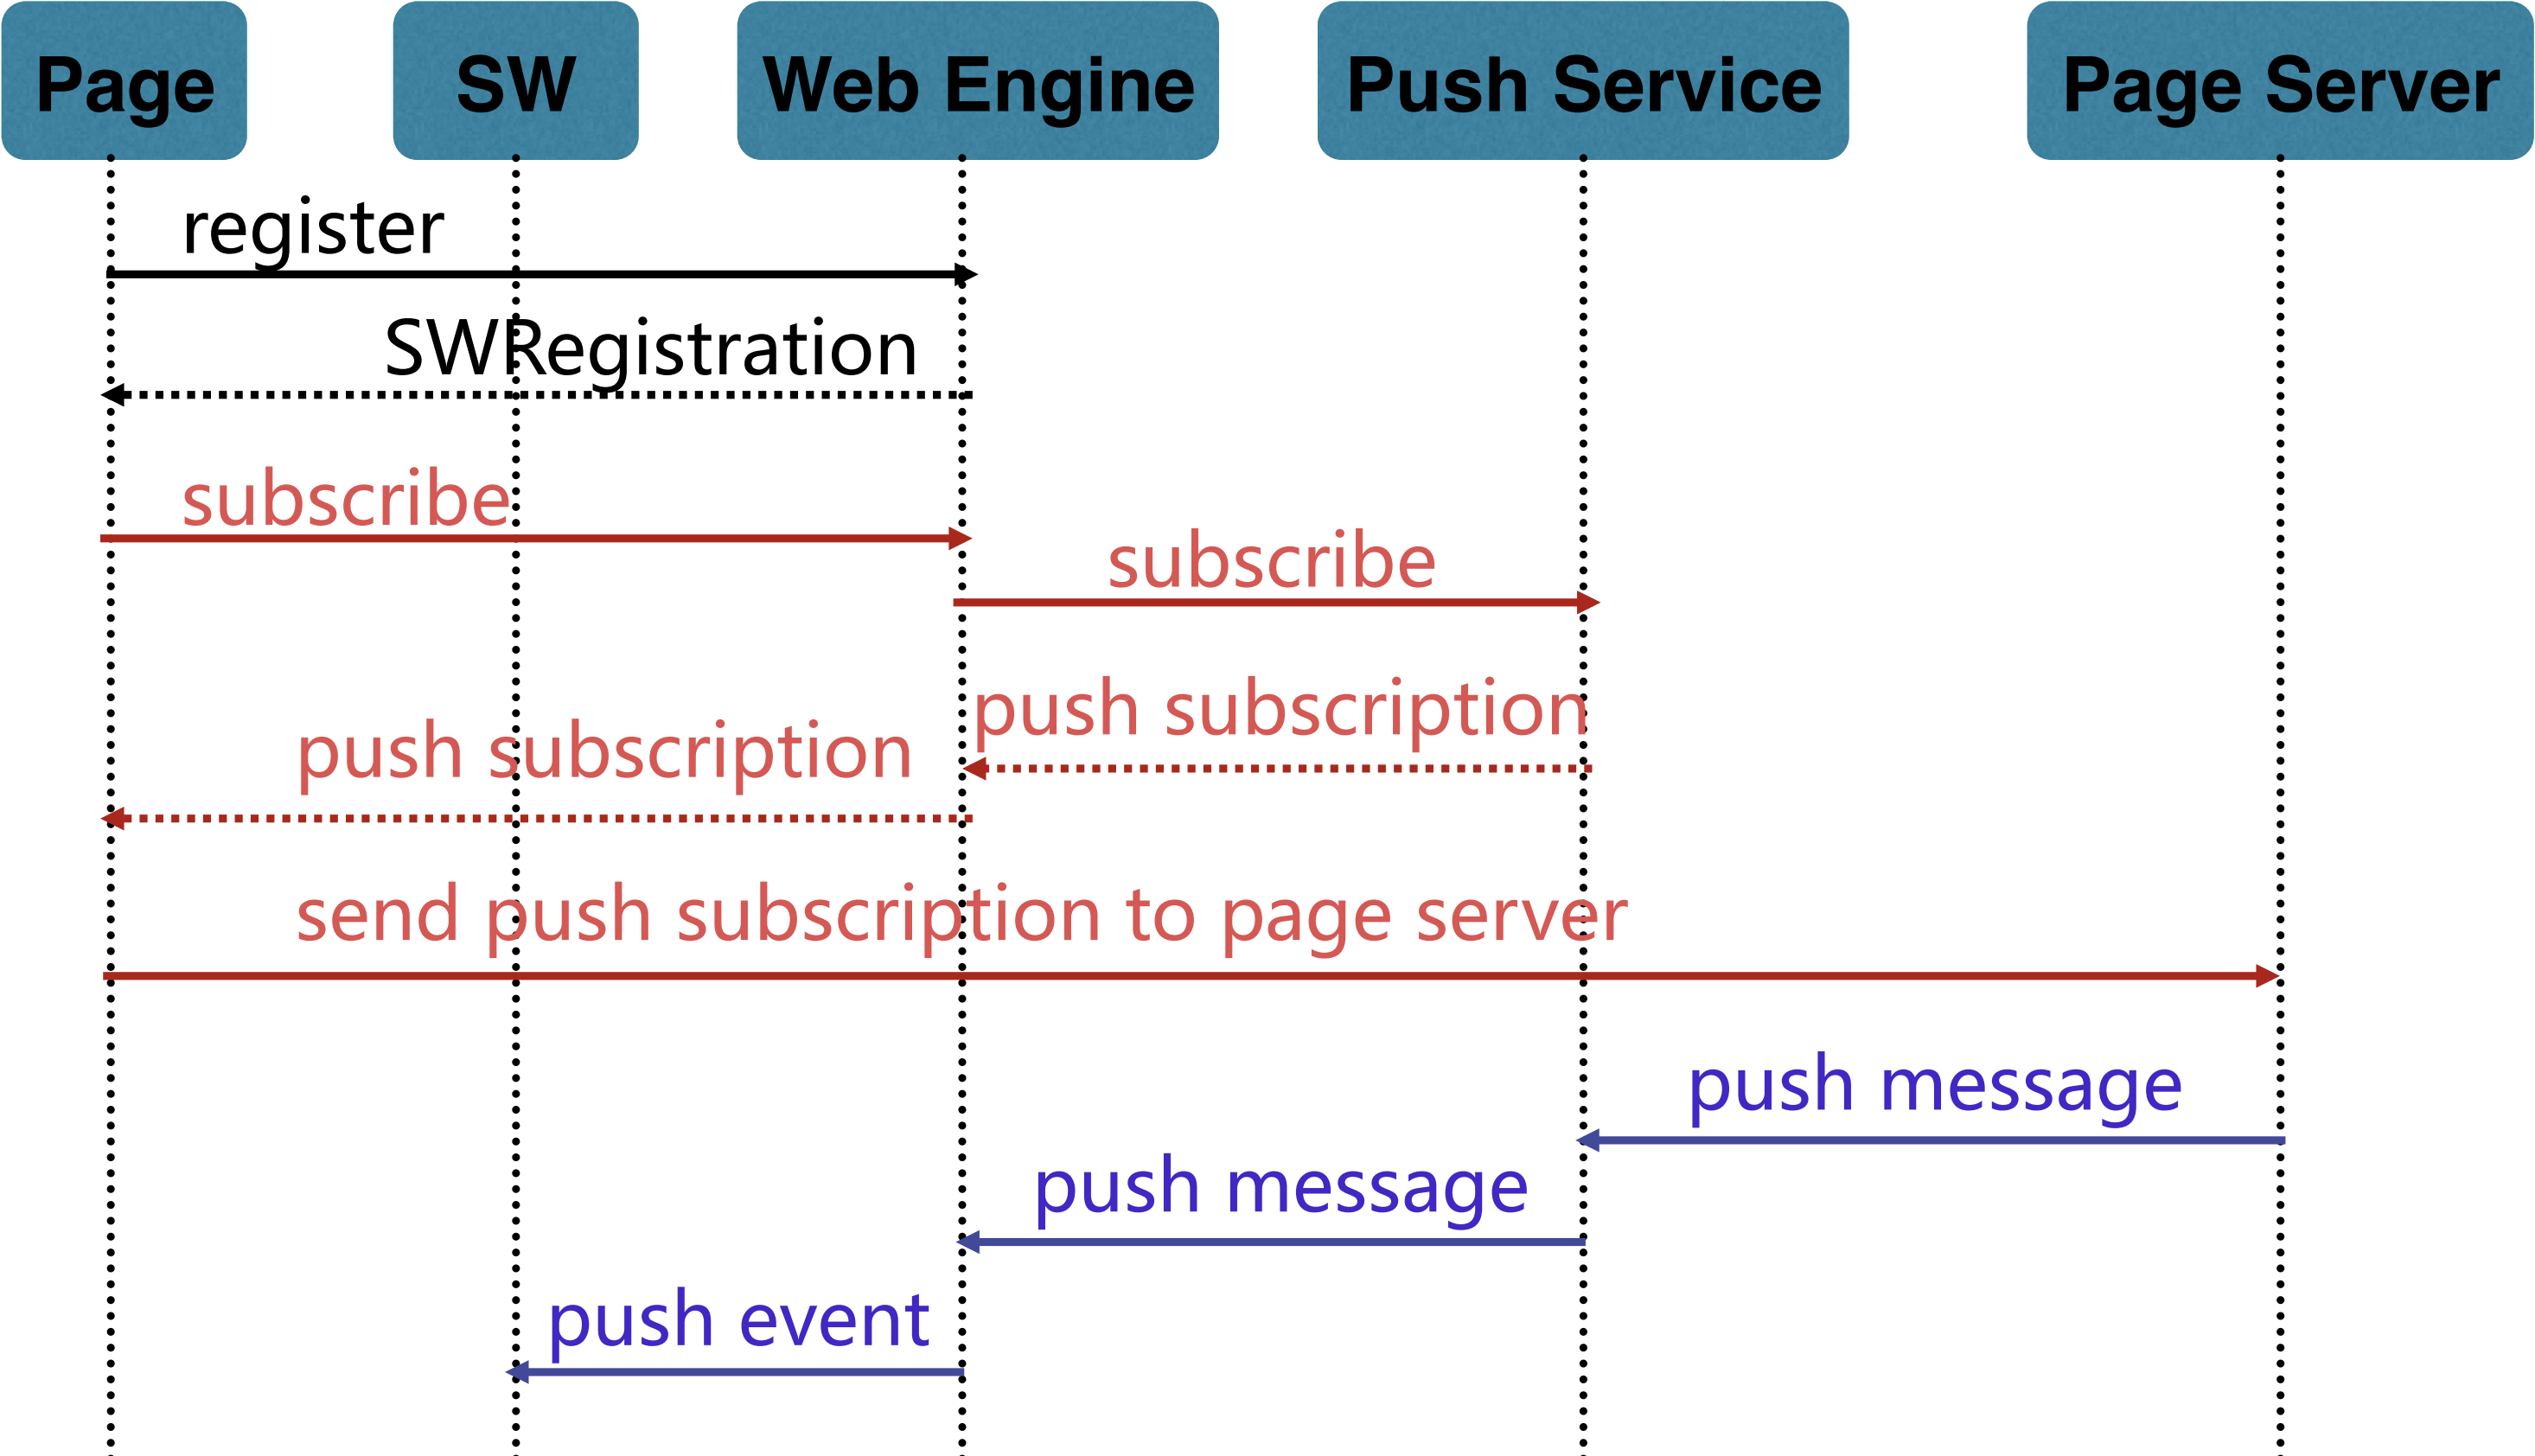 Page
SW
Web Engine
Push Service
Page Server
register
SWRegistration
subscribe
subscribe
push subscription
push subscription
send push subscription to page server
push message
push message
push event